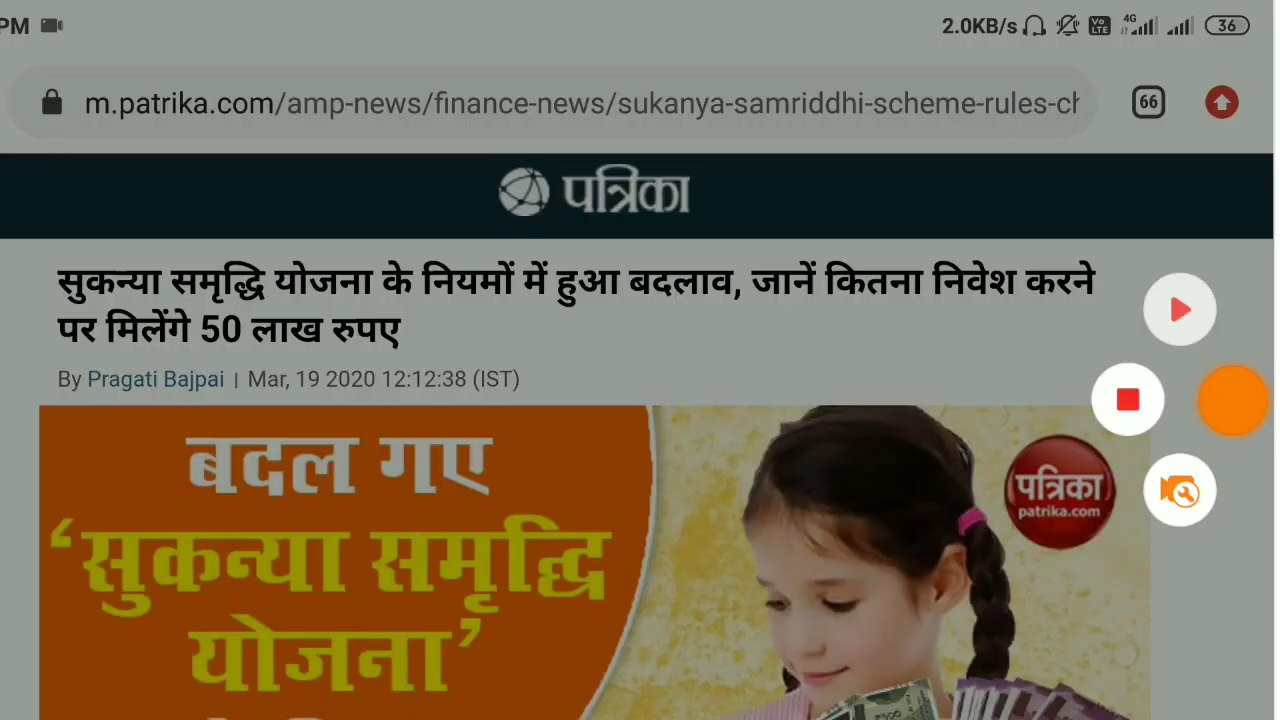 PM 2.0KB/s Vo LTE 4G 36
m.patrika.com/amp-news/finance-news/sukanya-samriddhi-scheme-rules-ch 66
पत्रिका
सुकन्या समृद्धि योजना के नियमों में हुआ बदलाव, जानें कितना निवेश करने
पर मिलेंगे 50 लाख रुपए
By Pragati Bajpai | Mar, 19 2020 12:12:38 (IST)
बदल गए
‘सुकन्या समृद्धि
योजना’
पत्रिका
patrika.com